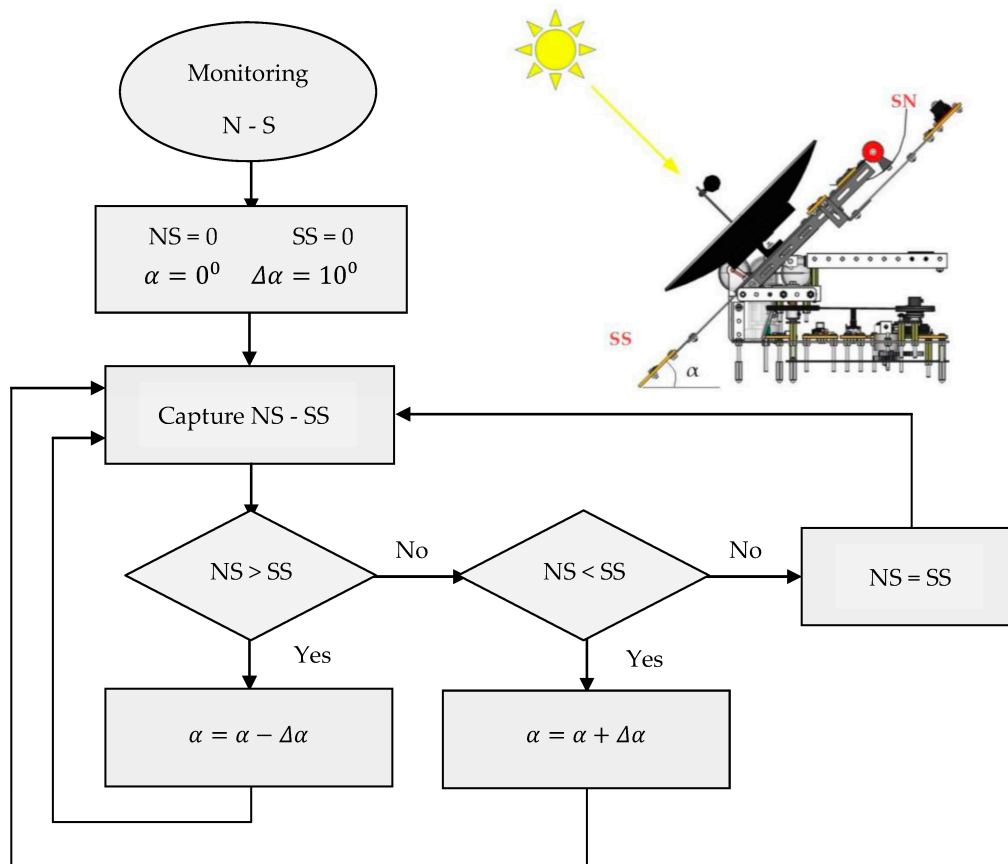 Monitoring
N - S
NS = 0 SS = 0
α = 0⁰ Δα = 10⁰
Capture NS - SS
NS > SS
No
NS < SS
No
NS = SS
Yes
Yes
α = α − Δα
α = α + Δα
SN
SS
α